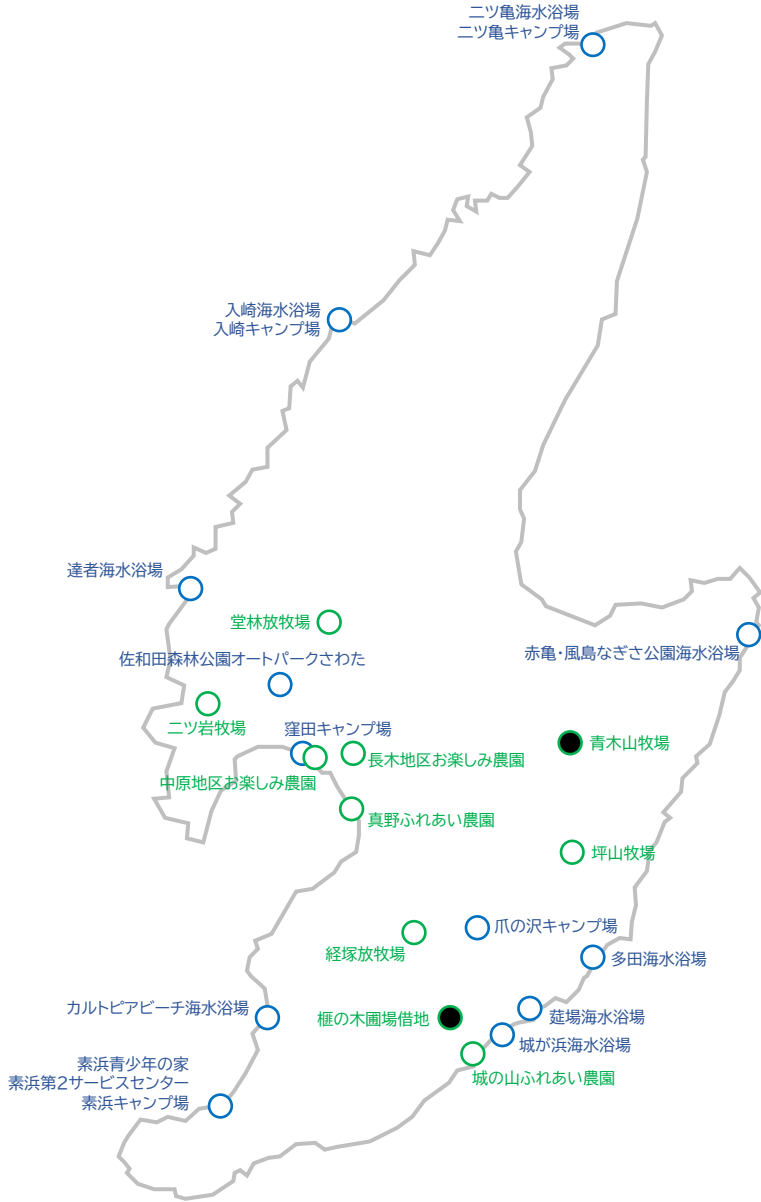 二ツ亀海水浴場
二ツ亀キャンプ場
入崎海水浴場
入崎キャンプ場
達者海水浴場
堂林放牧場
赤亀・風島なぎさ公園海水浴場
佐和田森林公園オートパークさわた
二ツ岩牧場
窪田キャンプ場
青木山牧場
長木地区お楽しみ農園
中原地区お楽しみ農園
真野ふれあい農園
坪山牧場
爪の沢キャンプ場
経塚放牧場
多田海水浴場
カルトピアビーチ海水浴場
榧の木圃場借地
莚場海水浴場
城が浜海水浴場
素浜青少年の家
素浜第2サービスセンター
素浜キャンプ場
城の山ふれあい農園